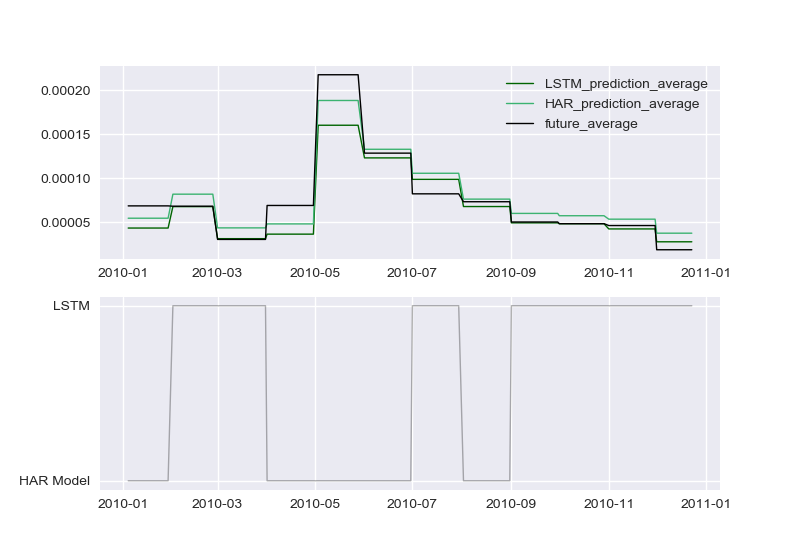 0.00020
0.00015
0.00010
0.00005
LSTM_prediction_average
HAR_prediction_average
future_average
2010-01 2010-03 2010-05 2010-07 2010-09 2010-11 2011-01
LSTM
HAR Model
2010-01 2010-03 2010-05 2010-07 2010-09 2010-11 2011-01